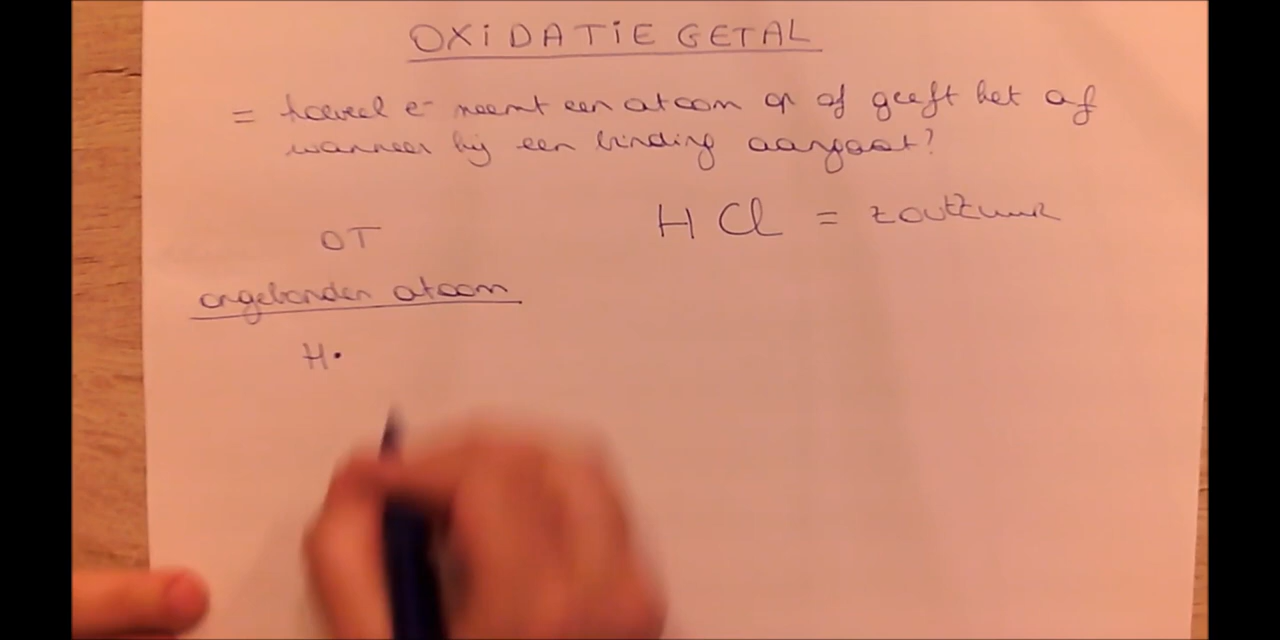 OXIDATIE GETAL
= hoeveel e- neemt een atoom op of geeft het af
wanneer hij een binding aangaat?
H Cl = zoutzuur
OT
ongebonden atoom
H•